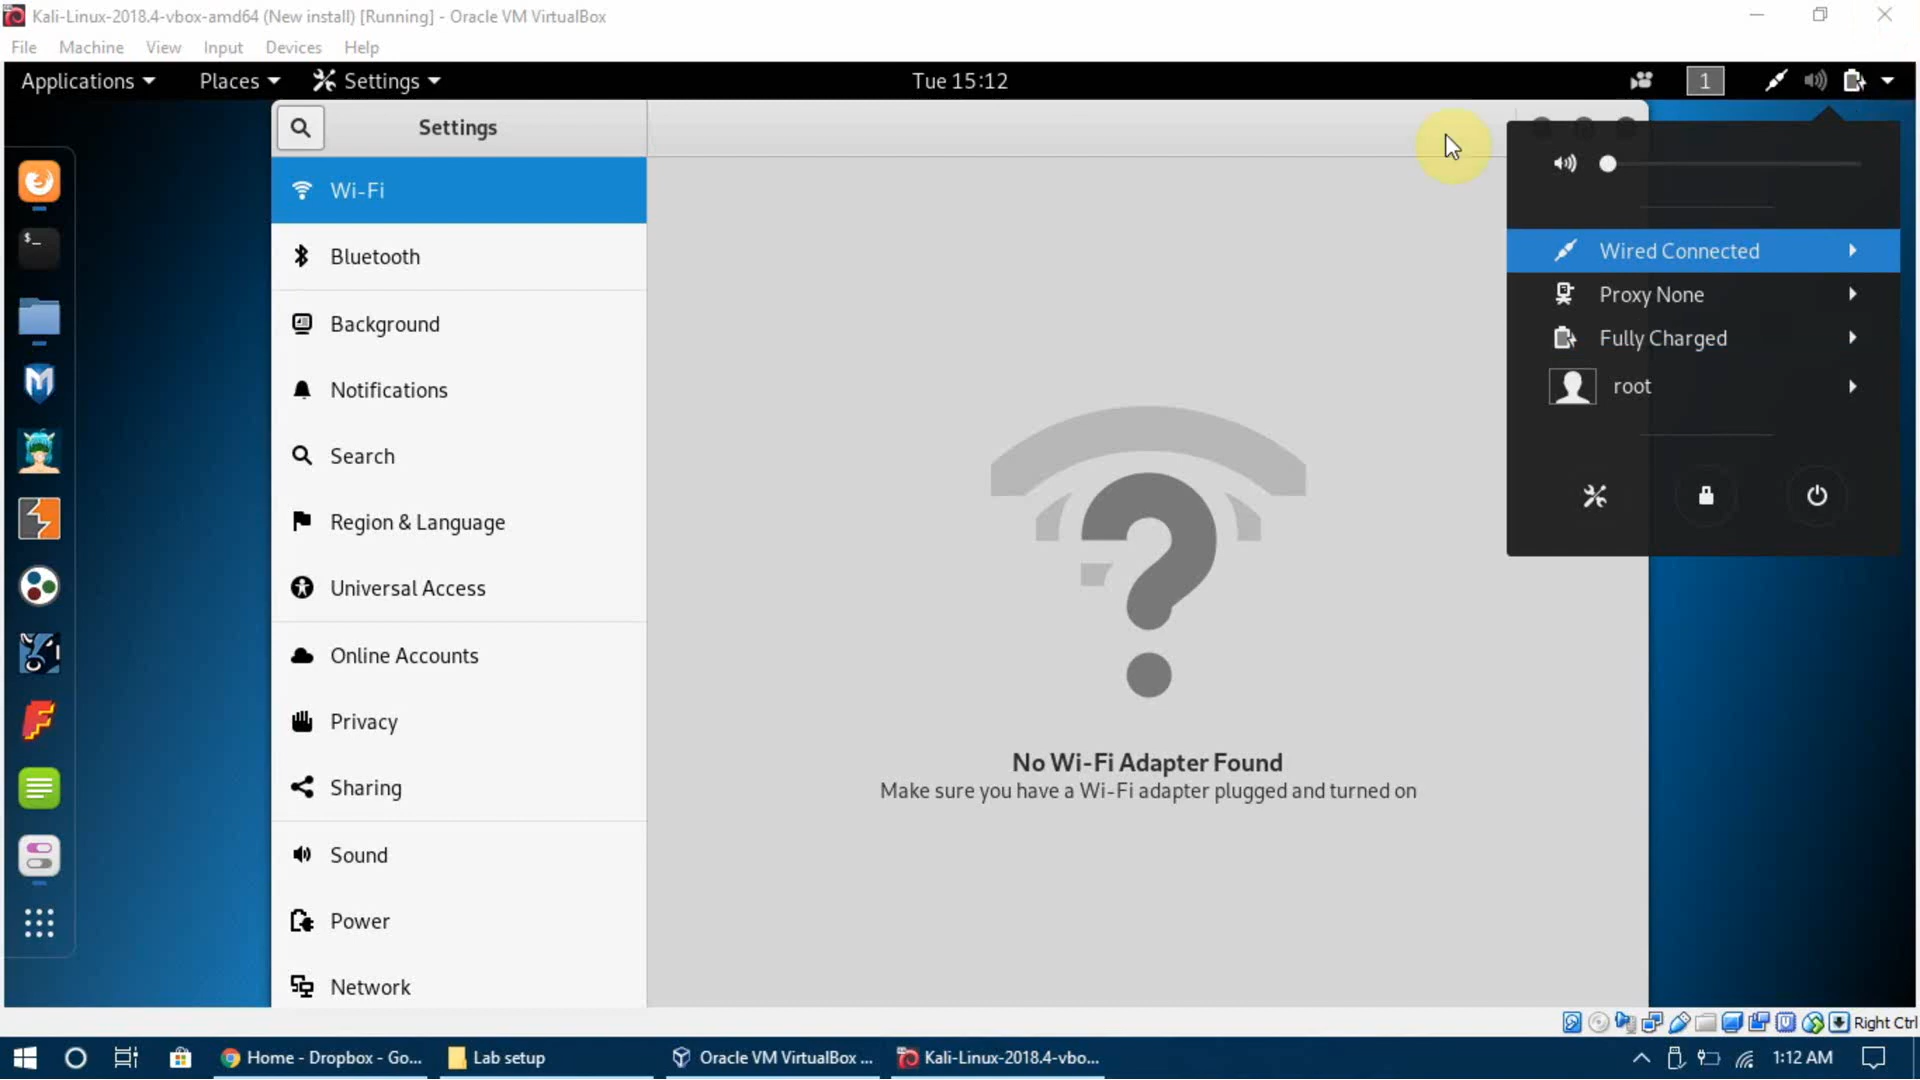 Kali-Linux-2018.4-vbox-amd64 (New install) [Running] - Oracle VM VirtualBox
File Machine View Input Devices Help
Applications Places Settings Tue 15:12 1
Settings
Wi-Fi
Bluetooth
Background
Notifications
Search
Region & Language
Universal Access
Online Accounts
Privacy
Sharing
Sound
Power
Network
No Wi-Fi Adapter Found
Make sure you have a Wi-Fi adapter plugged and turned on
Wired Connected
Proxy None
Fully Charged
root
$_
Right Ctrl
Home - Dropbox - Go... Lab setup Oracle VM VirtualBox ... Kali-Linux-2018.4-vbo... 1:12 AM